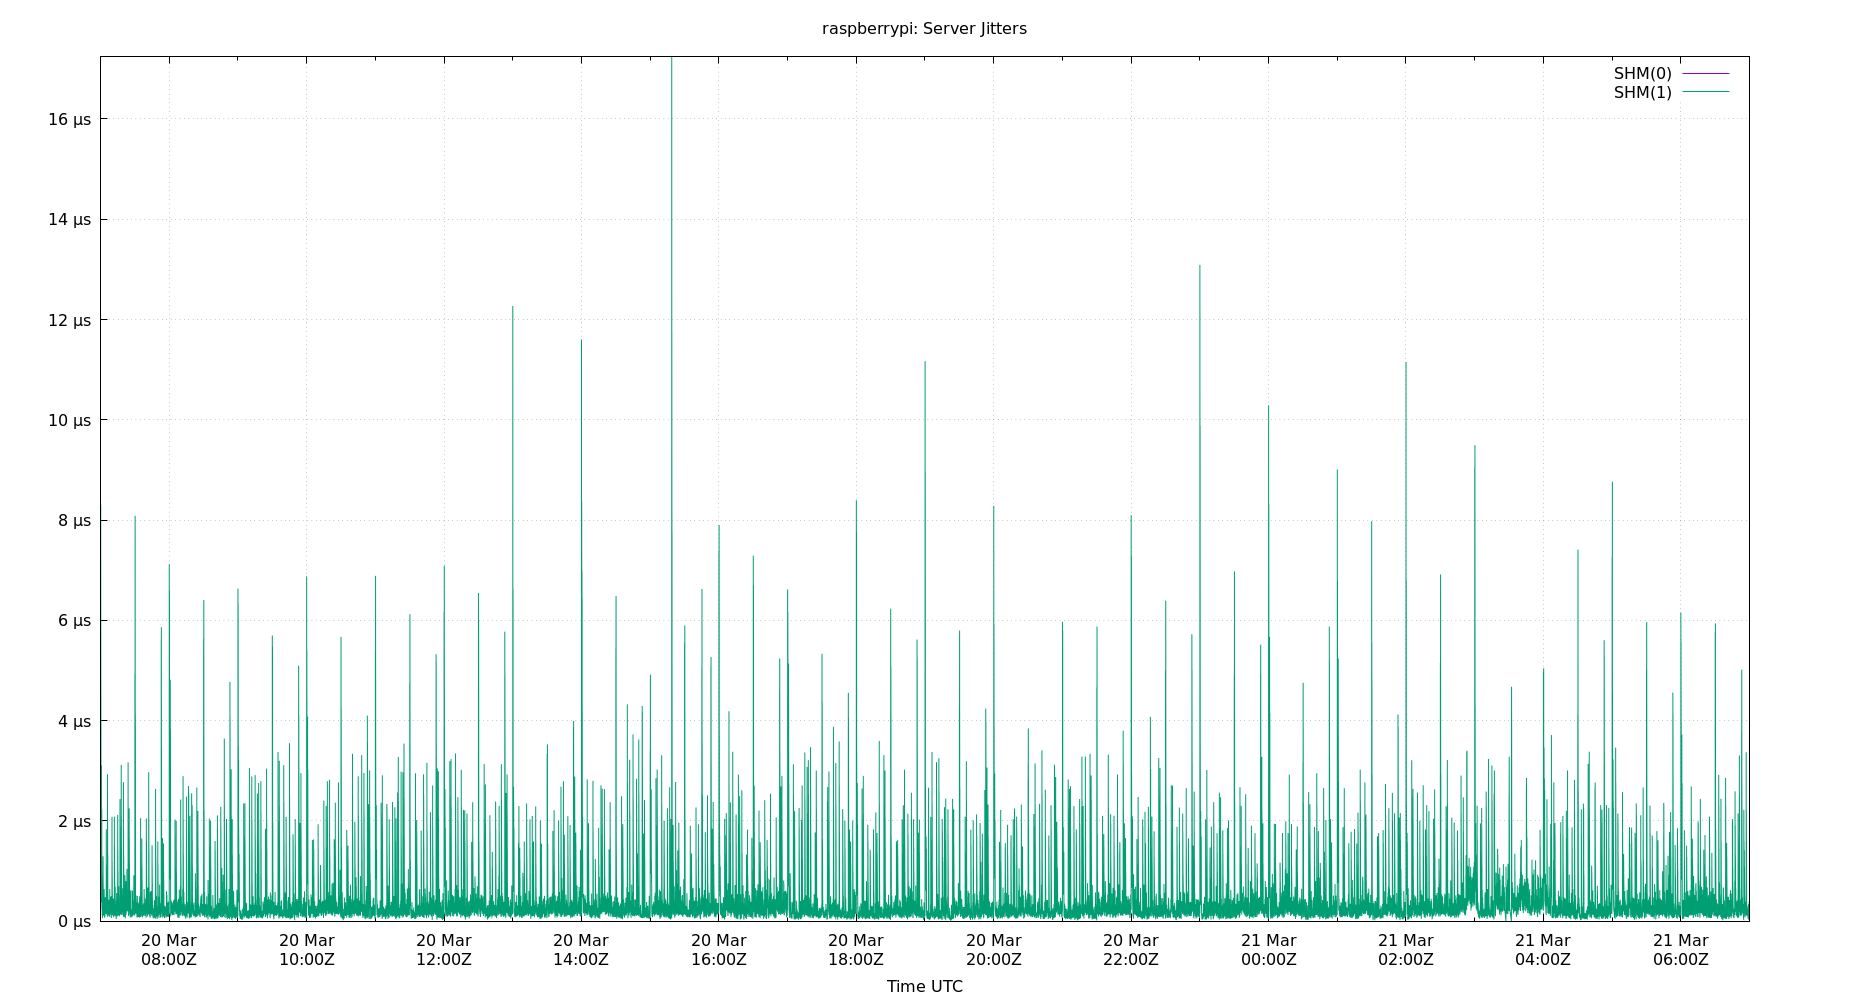 raspberrypi: Server Jitters
SHM(0)
SHM(1)
16 µs
14 µs
12 µs
10 µs
8 µs
6 µs
4 µs
2 µs
0 µs
20 Mar 20 Mar 20 Mar 20 Mar 20 Mar 20 Mar 20 Mar 20 Mar 21 Mar 21 Mar 21 Mar 21 Mar
08:00Z 10:00Z 12:00Z 14:00Z 16:00Z 18:00Z 20:00Z 22:00Z 00:00Z 02:00Z 04:00Z 06:00Z
Time UTC